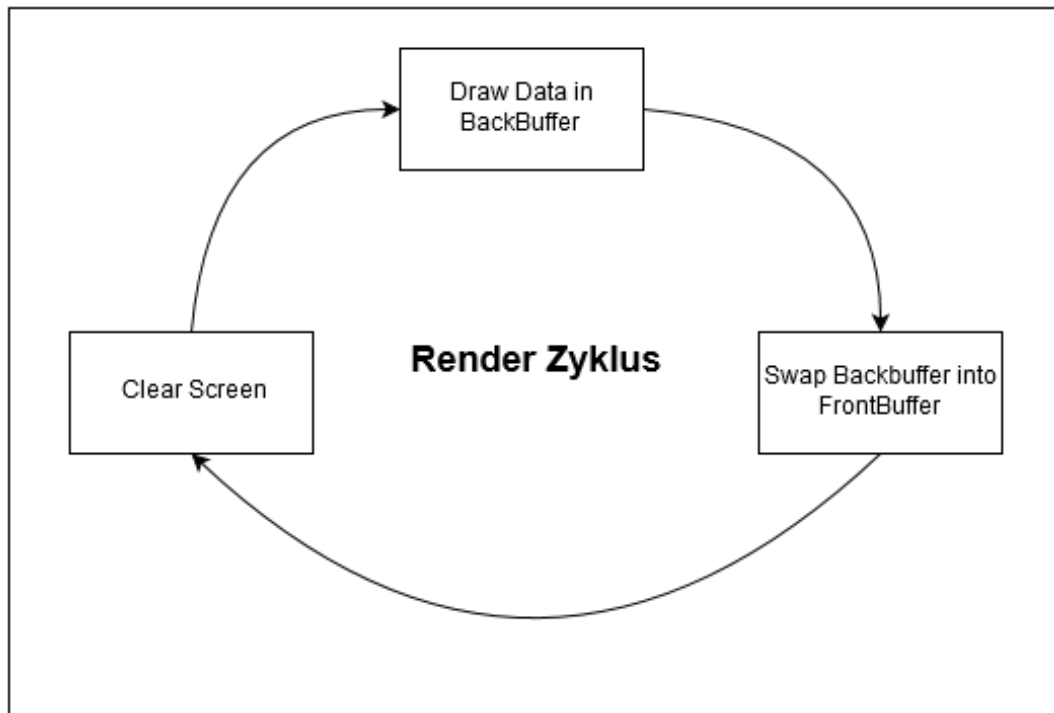 Draw Data in
BackBuffer
Render Zyklus
Clear Screen
Swap Backbuffer into
FrontBuffer